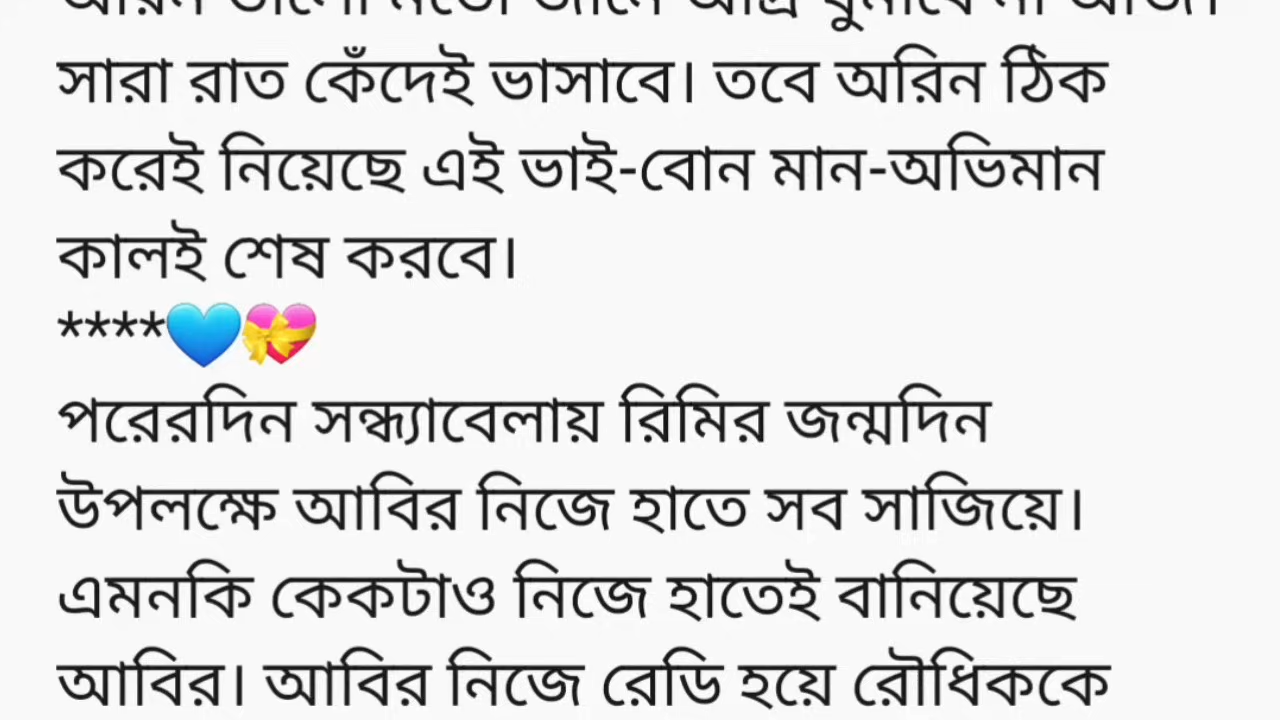 সারা রাত কেঁদেই ভাসাবে। তবে অরিন ঠিক
করেই নিয়েছে এই ভাই-বোন মান-অভিমান
কালই শেষ করবে।
****💙💝
পরেরদিন সন্ধ্যাবেলায় রিমির জন্মদিন
উপলক্ষে আবির নিজে হাতে সব সাজিয়ে।
এমনকি কেকটাও নিজে হাতেই বানিয়েছে
আবির। আবির নিজে রেডি হয়ে রৌধিককে